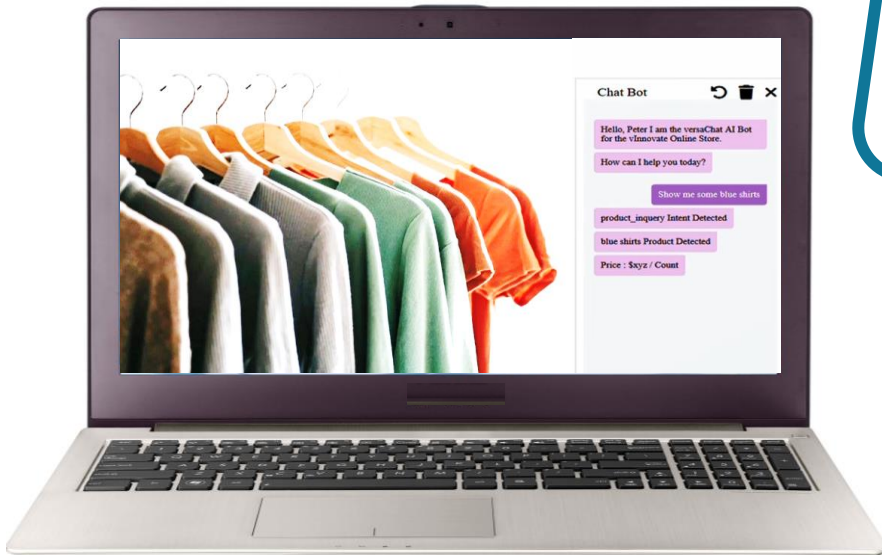 Chat Bot
Hello, Peter I am the versaChat AI Bot
for the vInnovate Online Store.
How can I help you today?
Show me some blue shirts
product_inquery Intent Detected
blue shirts Product Detected
Price : $xyz / Count